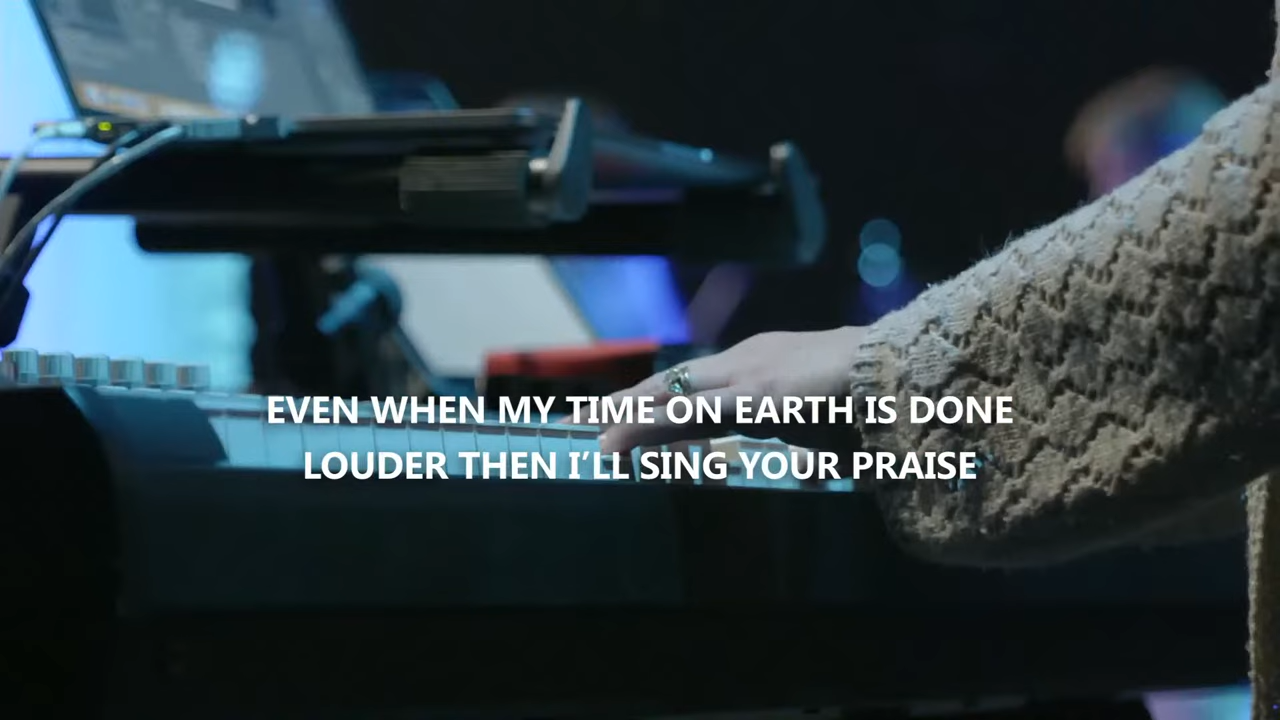 EVEN WHEN MY TIME ON EARTH IS DONE
LOUDER THEN I’LL SING YOUR PRAISE